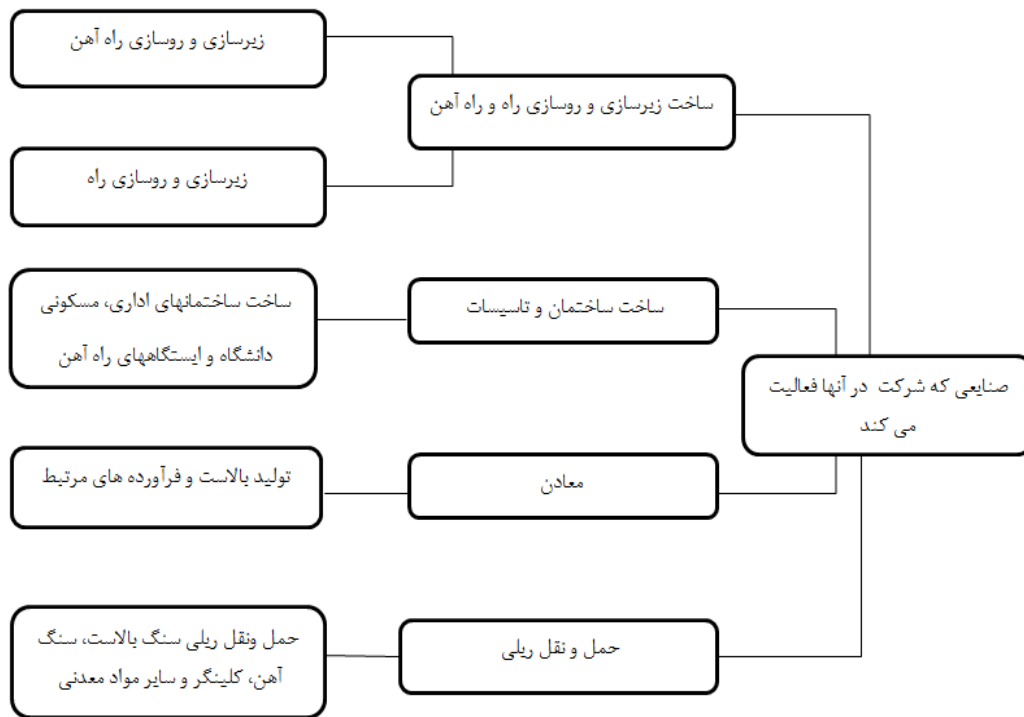 صنایعی که شرکت در آنها فعالیت
می کند
ساخت زیرسازی و روسازی راه و راه آهن
زیرسازی و روسازی راه آهن
زیرسازی و روسازی راه
ساخت ساختمان و تاسیسات
ساخت ساختمانهای اداری، مسکونی
دانشگاه و ایستگاههای راه آهن
معادن
تولید بالاست و فرآورده های مرتبط
حمل و نقل ریلی
حمل ونقل ریلی سنگ بالاست، سنگ
آهن، کلینگر و سایر مواد معدنی